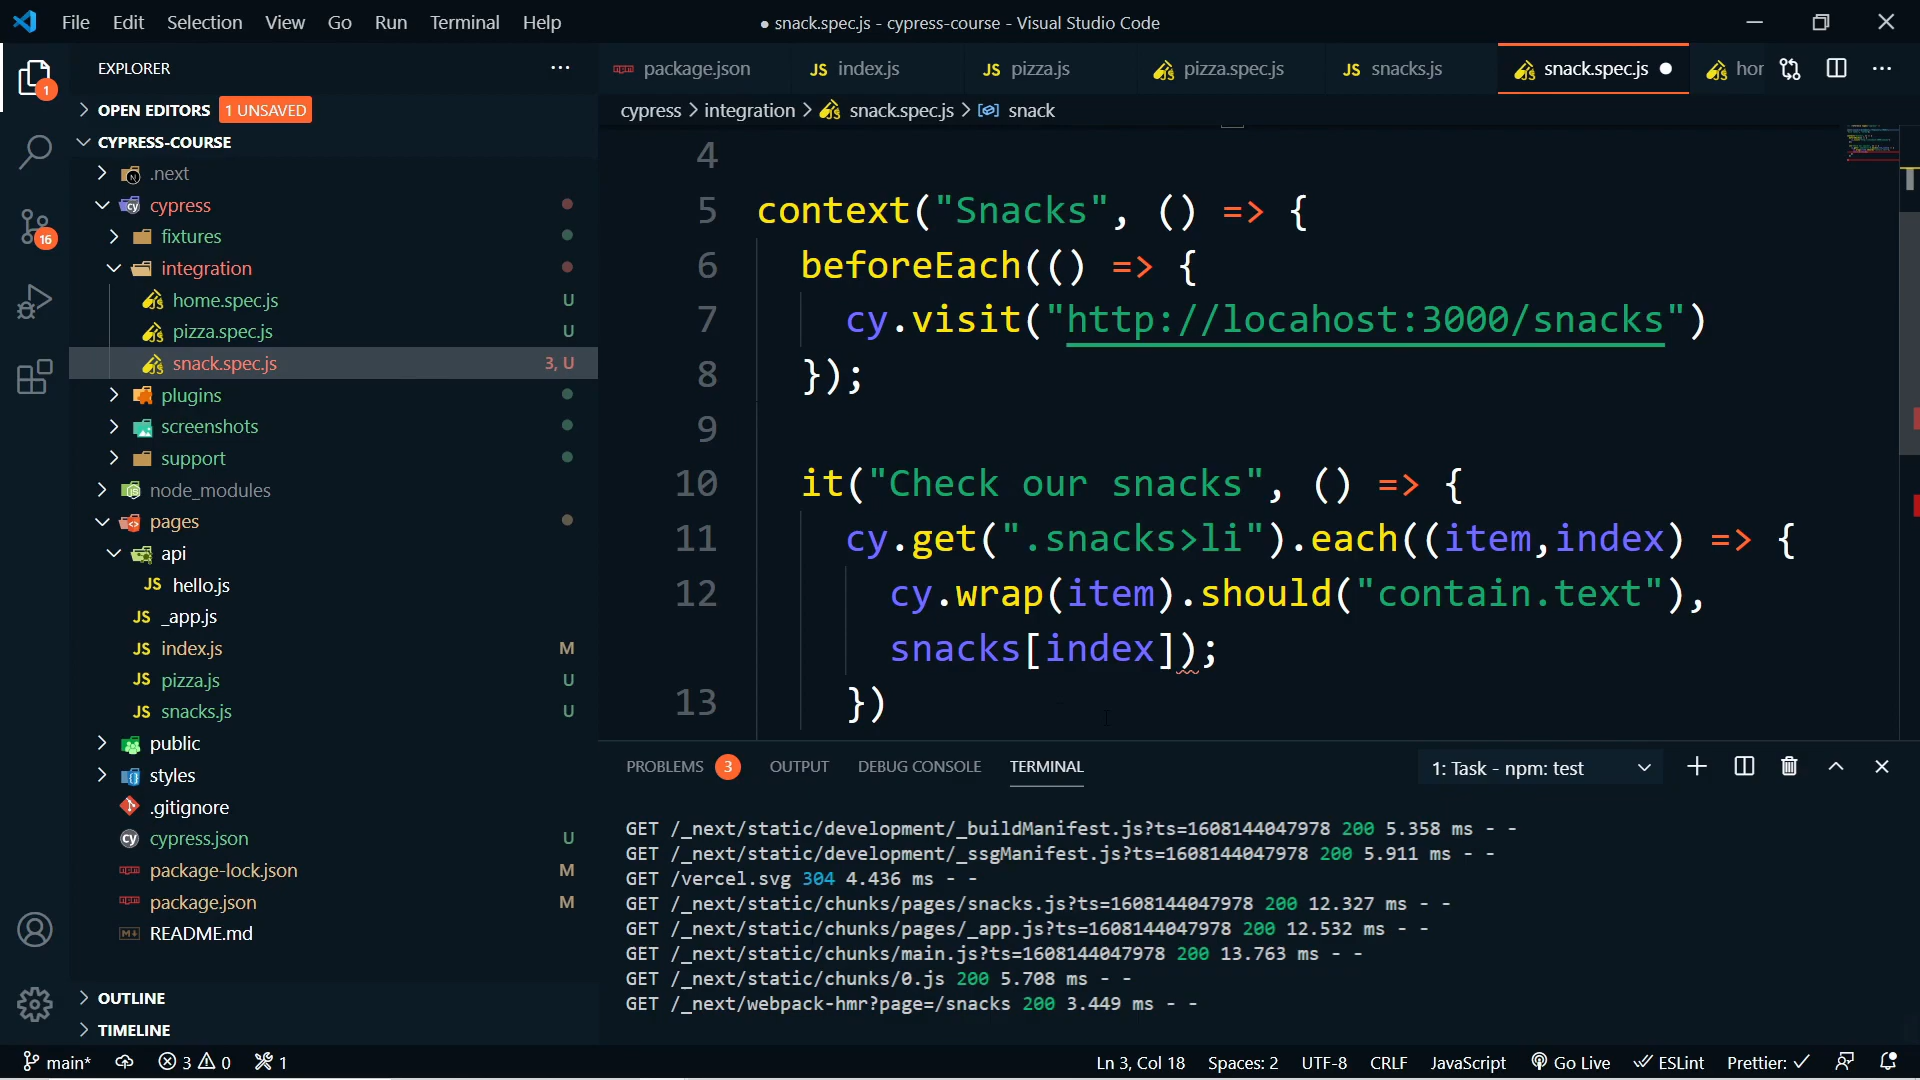 File Edit Selection View Go Run Terminal Help
● snack.spec.js - cypress-course - Visual Studio Code
EXPLORER
OPEN EDITORS 1 UNSAVED
CYPRESS-COURSE
.next
cypress
fixtures
integration
home.spec.js U
pizza.spec.js U
snack.spec.js 3, U
plugins
screenshots
support
node_modules
pages
api
JS hello.js
JS _app.js
JS index.js M
JS pizza.js U
JS snacks.js U
public
styles
.gitignore
cypress.json U
package-lock.json M
package.json M
README.md
OUTLINE
TIMELINE
1
16
package.json JS index.js JS pizza.js pizza.spec.js JS snacks.js snack.spec.js ● hor
cypress > integration > snack.spec.js > snack
4
5 context("Snacks", () => {
6 beforeEach(() => {
7 cy.visit("http://locahost:3000/snacks")
8 });
9
10 it("Check our snacks", () => {
11 cy.get(".snacks>li").each((item,index) => {
12 cy.wrap(item).should("contain.text"),
snacks[index]);
13 })
PROBLEMS 3 OUTPUT DEBUG CONSOLE TERMINAL 1: Task - npm: test
GET /_next/static/development/_buildManifest.js?ts=1608144047978 200 5.358 ms - -
GET /_next/static/development/_ssgManifest.js?ts=1608144047978 200 5.911 ms - -
GET /vercel.svg 304 4.436 ms - -
GET /_next/static/chunks/pages/snacks.js?ts=1608144047978 200 12.327 ms - -
GET /_next/static/chunks/pages/_app.js?ts=1608144047978 200 12.532 ms - -
GET /_next/static/chunks/main.js?ts=1608144047978 200 13.763 ms - -
GET /_next/static/chunks/0.js 200 5.708 ms - -
GET /_next/webpack-hmr?page=/snacks 200 3.449 ms - -
main* 3 0 1 Ln 3, Col 18 Spaces: 2 UTF-8 CRLF JavaScript Go Live ESLint Prettier: ✓